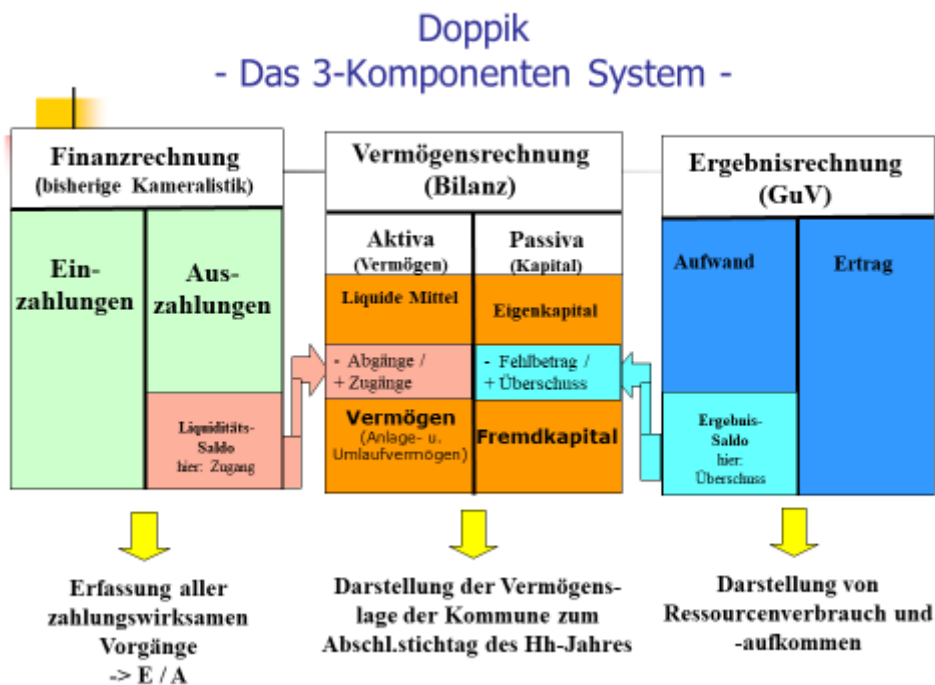 Doppik
- Das 3-Komponenten System -
Finanzrechnung
(bisherige Kameralistik)
Ein-
zahlungen
Aus-
zahlungen
Liquiditäts-
Saldo
hier: Zugang
Vermögensrechnung
(Bilanz)
Aktiva
(Vermögen)
Passiva
(Kapital)
Liquide Mittel
Eigenkapital
- Abgänge /
+ Zugänge
- Fehlbetrag /
+ Überschuss
Vermögen
(Anlage- u.
Umlaufvermögen)
Fremdkapital
Ergebnisrechnung
(GuV)
Aufwand
Ertrag
Ergebnis-
Saldo
hier:
Überschuss
Erfassung aller
zahlungswirksamen
Vorgänge
-> E / A
Darstellung der Vermögens-
lage der Kommune zum
Abschl.stichtag des Hh-Jahres
Darstellung von
Ressourcenverbrauch und
-aufkommen